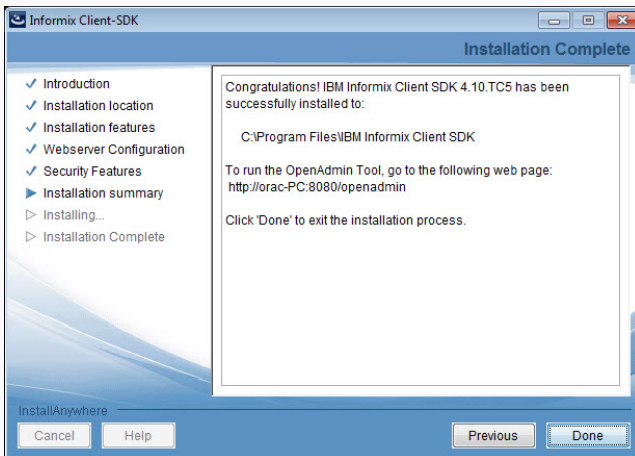 Informix Client-SDK
Installation Complete
Introduction
Installation location
Installation features
Webserver Configuration
Security Features
Installation summary
Installing...
Installation Complete
Congratulations! IBM Informix Client SDK 4.10.TC5 has been
successfully installed to:
C:\Program Files\IBM Informix Client SDK
To run the OpenAdmin Tool, go to the following web page:
http://orac-PC:8080/openadmin
Click 'Done' to exit the installation process.
InstallAnywhere
Cancel
Help
Previous
Done